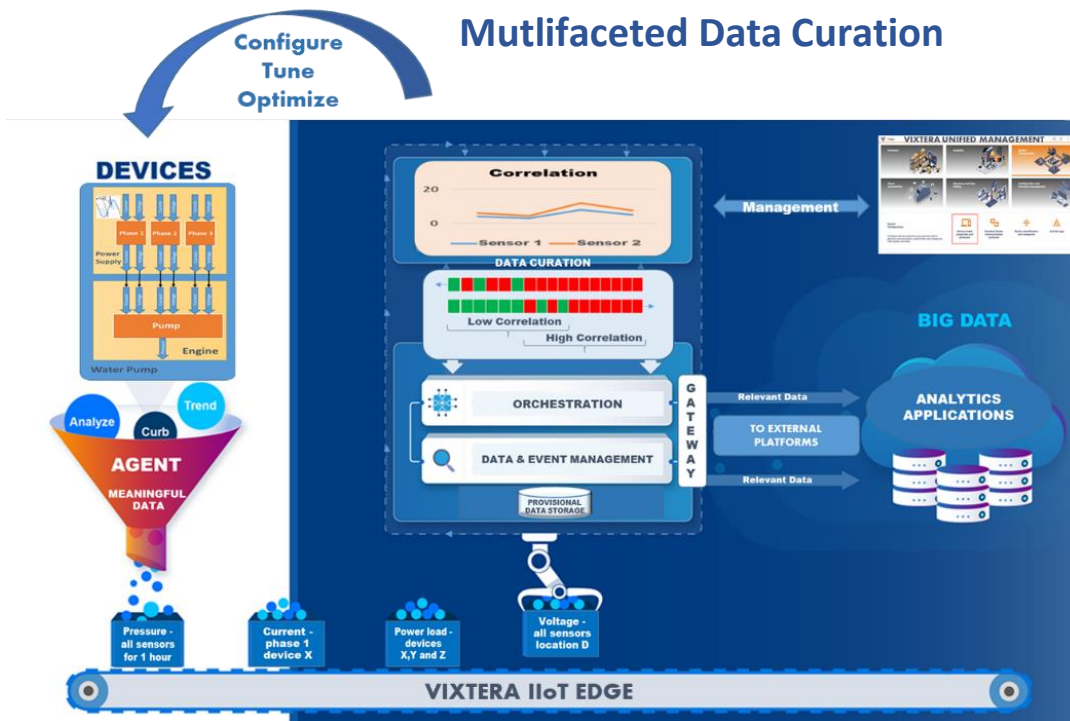 Mutlifaceted Data Curation
Configure
Tune
Optimize
DEVICES
Phase 1
Phase 2
Phase 3
Power
Supply
Pump
Engine
Water Pump
Analyze
Trend
Curb
AGENT
MEANINGFUL
DATA
Correlation
20
0
Sensor 1
Sensor 2
DATA CURATION
Low Correlation
High Correlation
ORCHESTRATION
DATA & EVENT MANAGEMENT
PROVISIONAL
DATA STORAGE
GATEWAY
Management
VIXTERA UNIFIED MANAGEMENT
Relevant Data
TO EXTERNAL
PLATFORMS
Relevant Data
BIG DATA
ANALYTICS
APPLICATIONS
Pressure -
all sensors
for 1 hour
Current -
phase 1
device X
Power load -
devices
X,Y and Z
Voltage -
all sensors
location D
VIXTERA IIoT EDGE